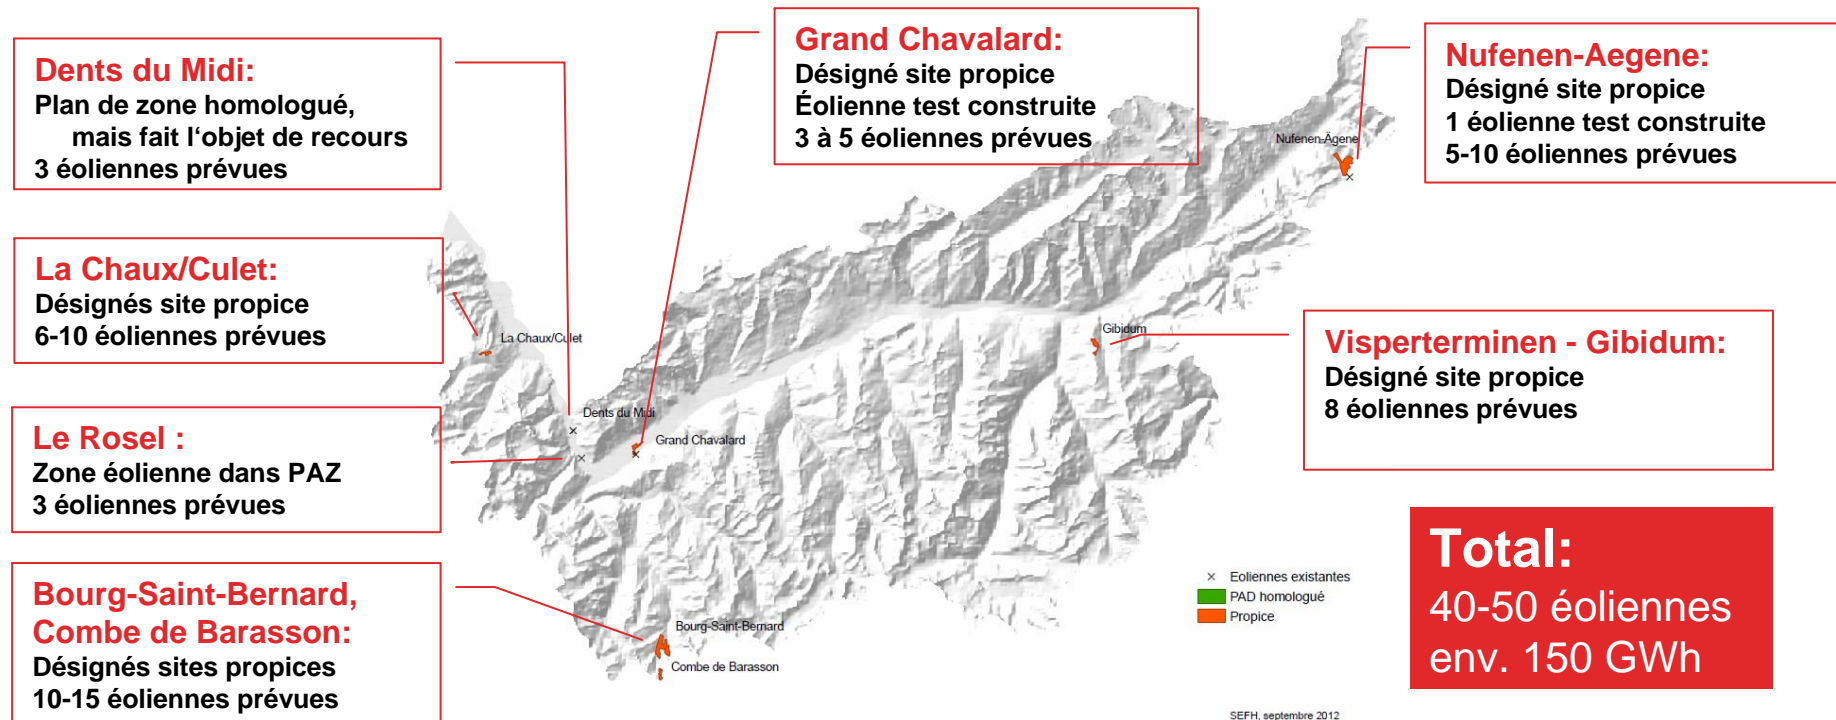 Dents du Midi:
Plan de zone homologué,
mais fait l‘objet de recours
3 éoliennes prévues
Grand Chavalard:
Désigné site propice
Éolienne test construite
3 à 5 éoliennes prévues
Nufenen-Aegene:
Désigné site propice
1 éolienne test construite
5-10 éoliennes prévues
La Chaux/Culet:
Désignés site propice
6-10 éoliennes prévues
Le Rosel :
Zone éolienne dans PAZ
3 éoliennes prévues
Bourg-Saint-Bernard,
Combe de Barasson:
Désignés sites propices
10-15 éoliennes prévues
Visperterminen - Gibidum:
Désigné site propice
8 éoliennes prévues
Nufenen-Ägene
Gibidum
La Chaux/Culet
Dents du Midi
Grand Chavalard
Bourg-Saint-Bernard
Combe de Barasson
Eoliennes existantes
PAD homologué
Propice
SEFH, septembre 2012
Total:
40-50 éoliennes
env. 150 GWh